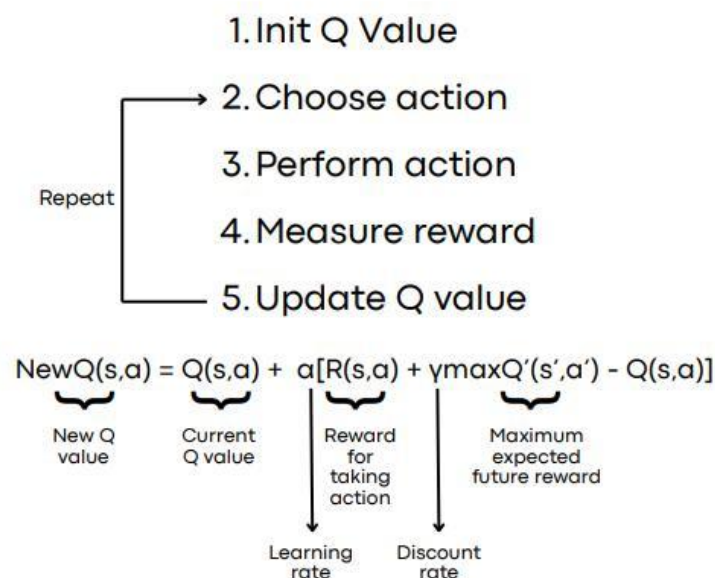 1. Init Q Value
2. Choose action
3. Perform action
Repeat
4. Measure reward
5. Update Q value
NewQ(s,a) = Q(s,a) + α[R(s,a) + γmaxQ'(s',a') - Q(s,a)]
New Q
value
Current
Q value
Reward
for
taking
action
Maximum
expected
future reward
Learning
rate
Discount
rate